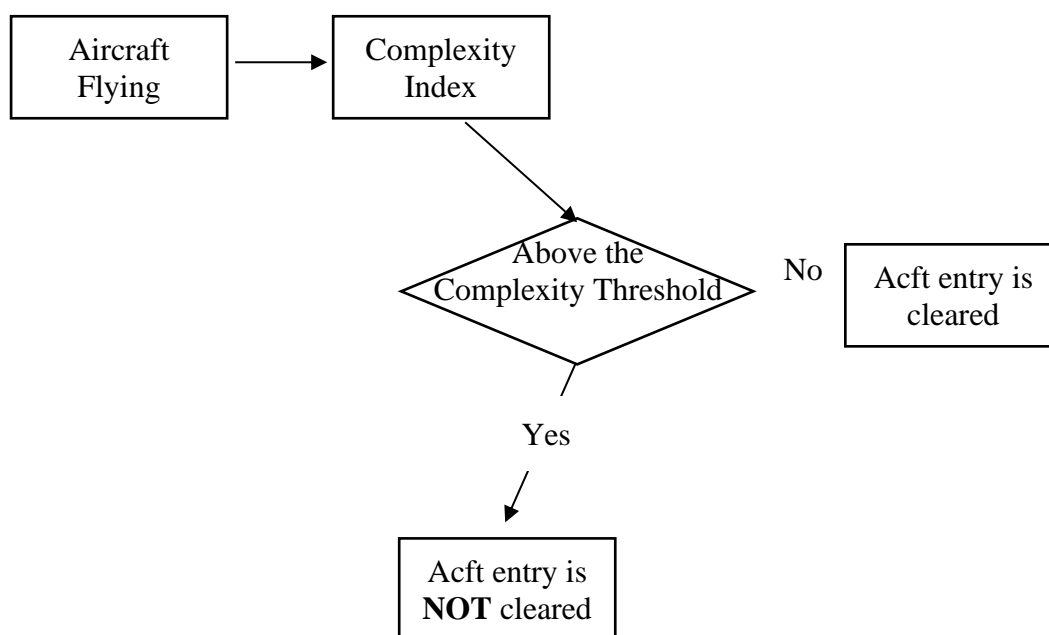 Aircraft
Flying
Complexity
Index
Above the
Complexity Threshold
No
Acft entry is
cleared
Yes
Acft entry is
NOT cleared